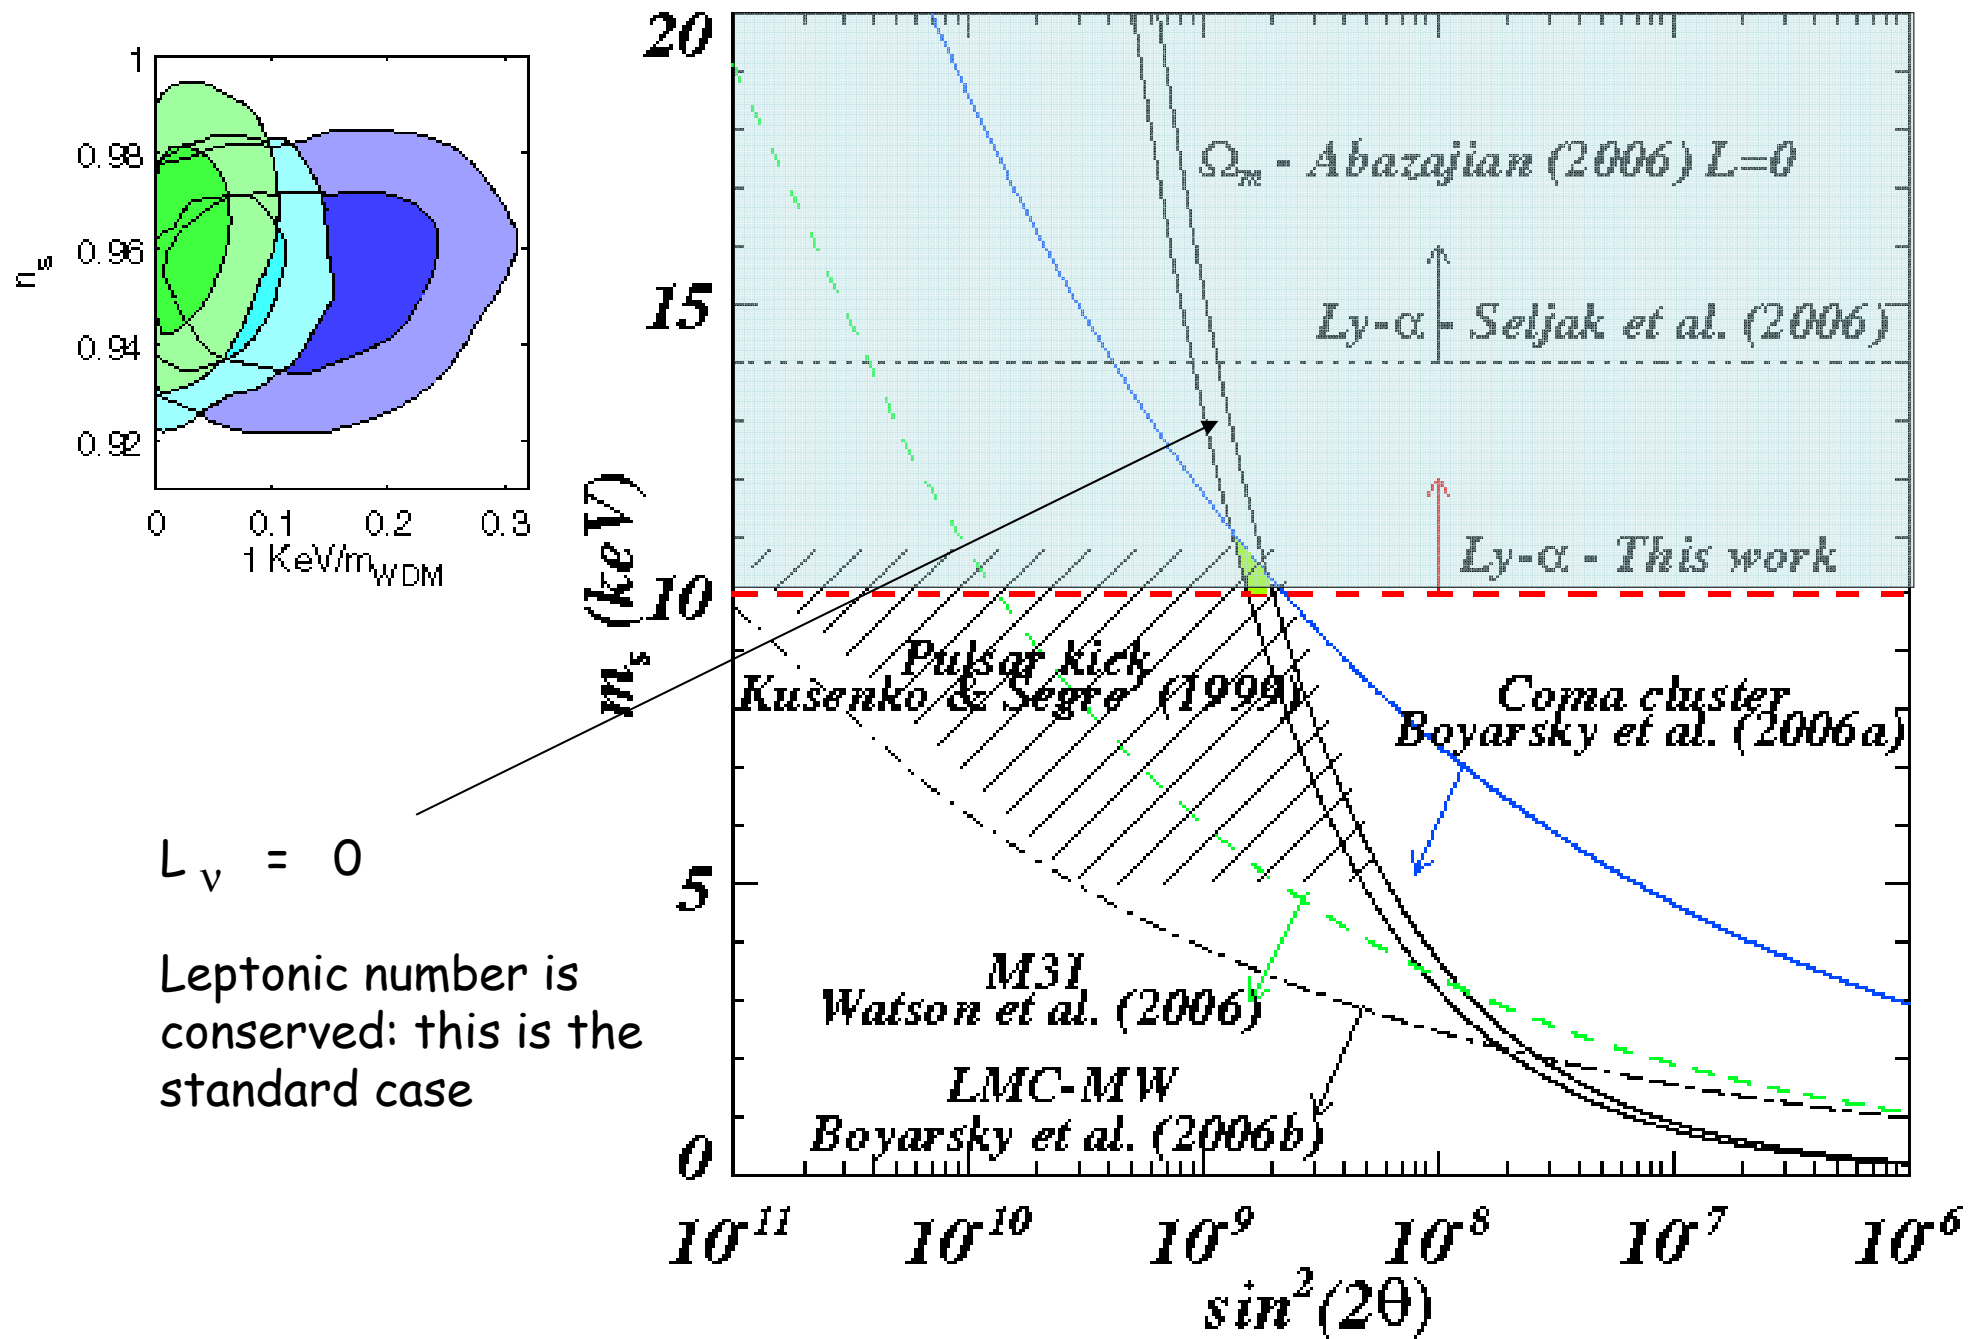 1
0.98
0.96
0.94
0.92
n_s
0 0.1 0.2 0.3
1 KeV/m_WDM
20
15
10
5
0
m_s (keV)
Ω_m - Abazajian (2006) L=0
Ly-α - Seljak et al. (2006)
Ly-α - This work
Pulsar kick
Kusenko & Segre' (1999)
Coma cluster
Boyarsky et al. (2006a)
M31
Watson et al. (2006)
LMC-MW
Boyarsky et al. (2006b)
10^-11 10^-10 10^-9 10^-8 10^-7 10^-6
sin^2(2θ)
L_ν = 0
Leptonic number is
conserved: this is the
standard case